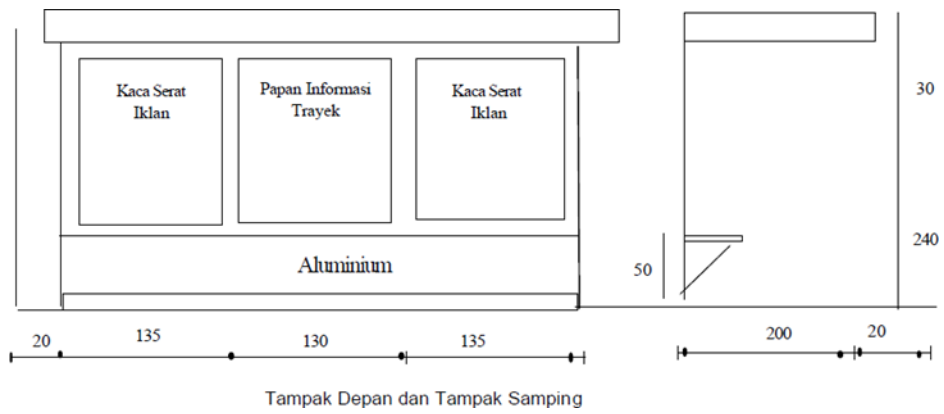 Kaca Serat
Iklan
Papan Informasi
Trayek
Kaca Serat
Iklan
30
Aluminium
240
50
20
135
130
135
200
20
Tampak Depan dan Tampak Samping